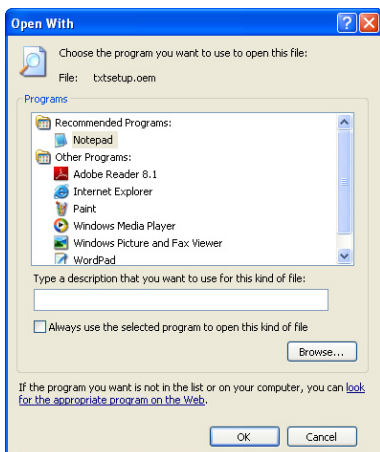 Open With
Choose the program you want to use to open this file:
File: txtsetup.oem
Programs
Recommended Programs:
Notepad
Other Programs:
Adobe Reader 8.1
Internet Explorer
Paint
Windows Media Player
Windows Picture and Fax Viewer
WordPad
Type a description that you want to use for this kind of file:
Always use the selected program to open this kind of file
Browse...
If the program you want is not in the list or on your computer, you can look
for the appropriate program on the Web.
OK Cancel